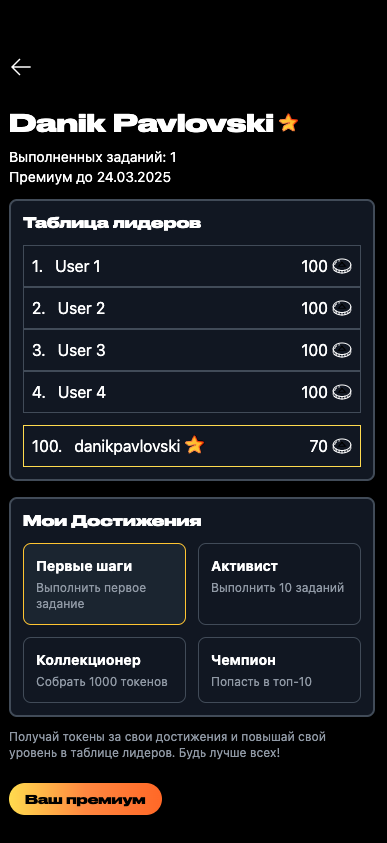 Danik Pavlovski
Выполненных заданий: 1
Премиум до 24.03.2025
Таблица лидеров
1. User 1 100
2. User 2 100
3. User 3 100
4. User 4 100
100. danikpavlovski 70
Мои Достижения
Первые шаги
Выполнить первое
задание
Активист
Выполнить 10 заданий
Коллекционер
Собрать 1000 токенов
Чемпион
Попасть в топ-10
Получай токены за свои достижения и повышай свой
уровень в таблице лидеров. Будь лучше всех!
Ваш премиум